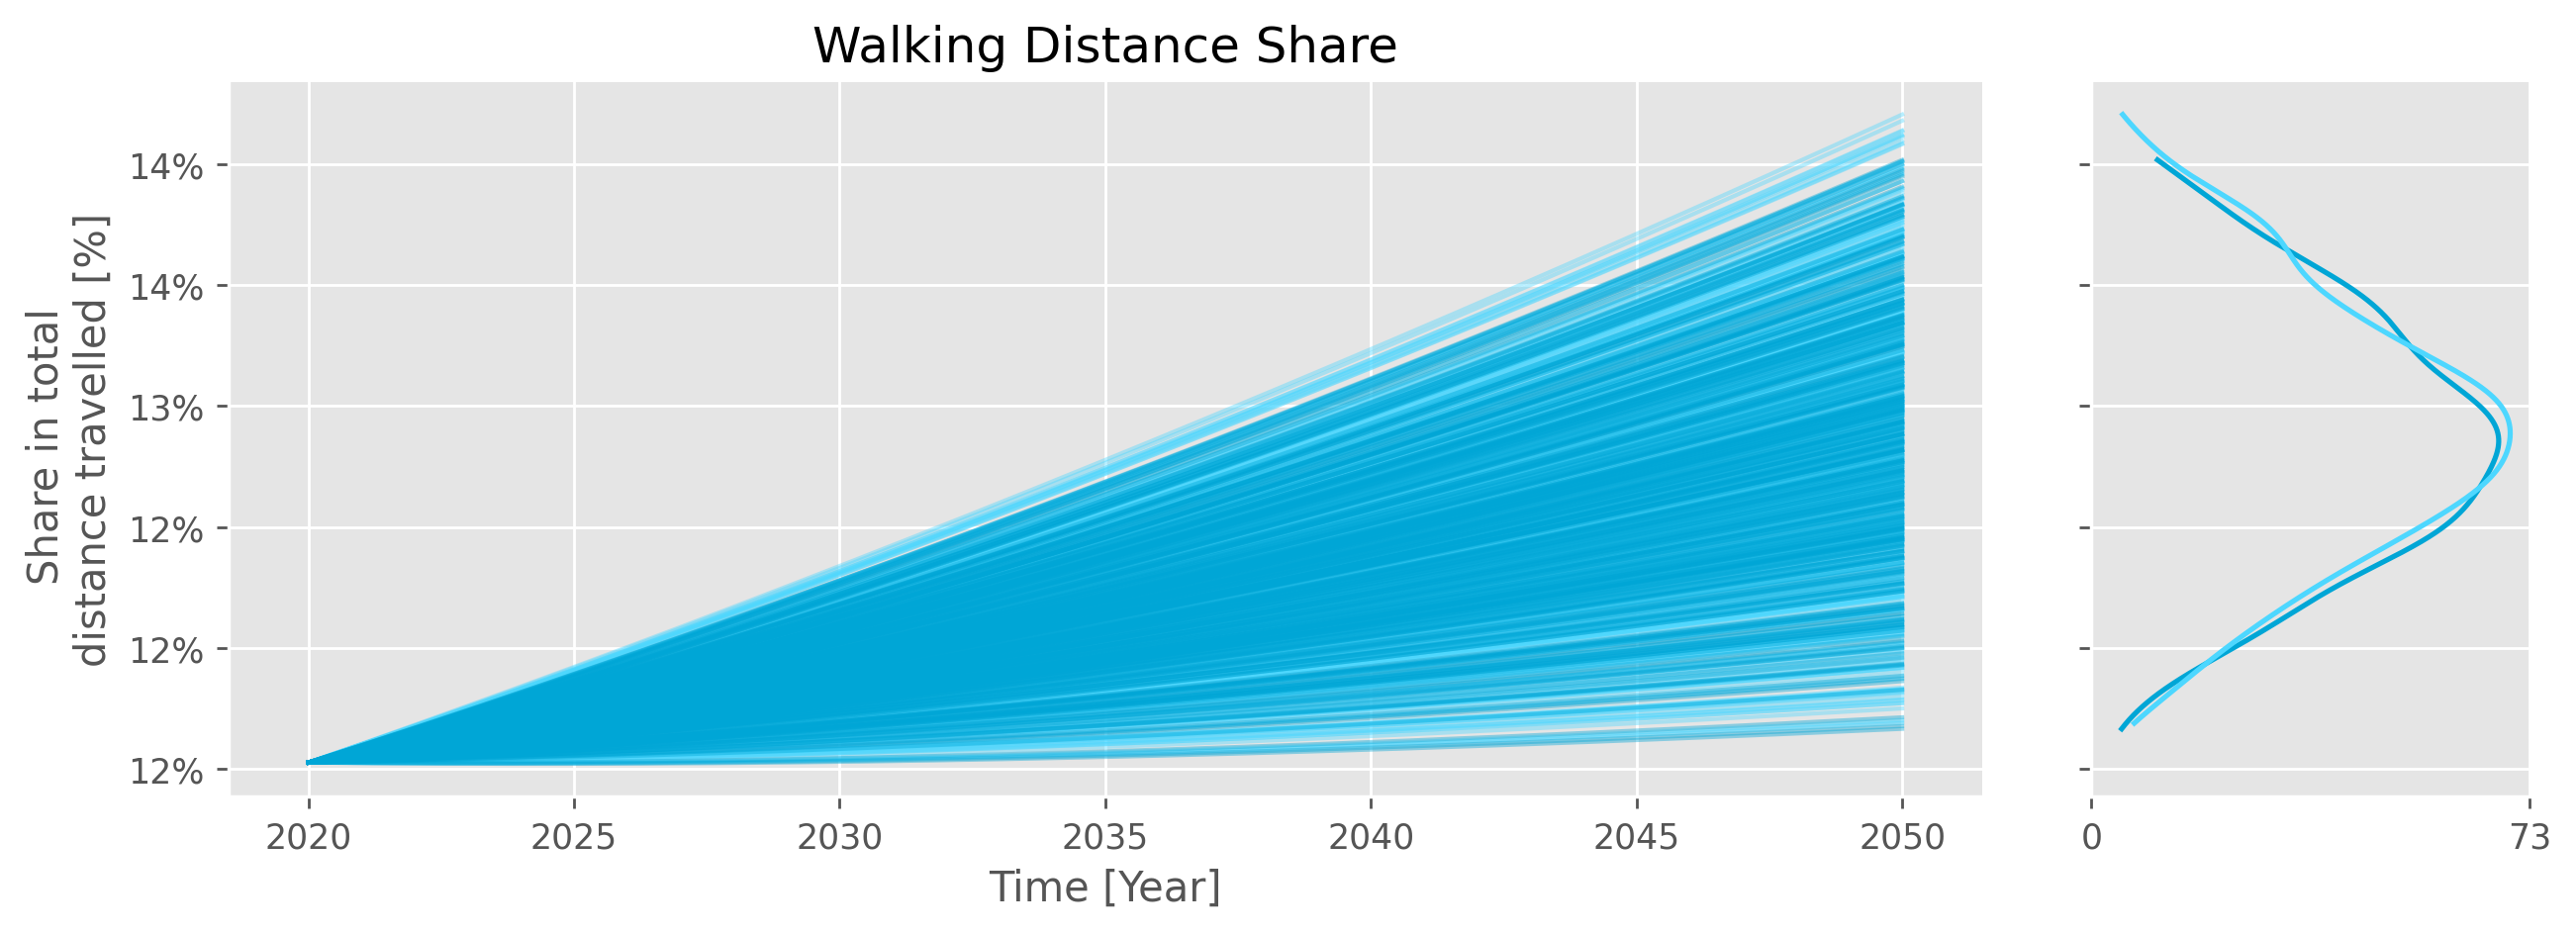 Walking Distance Share
Share in total
distance travelled [%]
14%
14%
13%
12%
12%
12%
2020 2025 2030 2035 2040 2045 2050
Time [Year]
0 73